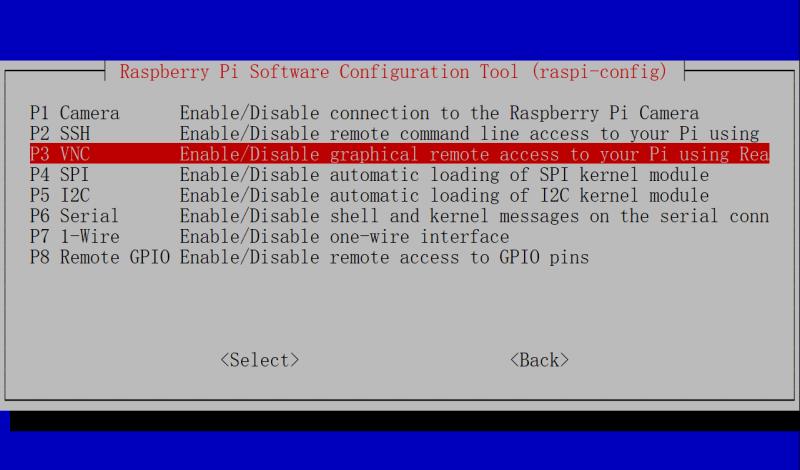 Raspberry Pi Software Configuration Tool (raspi-config)
P1 Camera Enable/Disable connection to the Raspberry Pi Camera
P2 SSH Enable/Disable remote command line access to your Pi using
P3 VNC Enable/Disable graphical remote access to your Pi using Rea
P4 SPI Enable/Disable automatic loading of SPI kernel module
P5 I2C Enable/Disable automatic loading of I2C kernel module
P6 Serial Enable/Disable shell and kernel messages on the serial conn
P7 1-Wire Enable/Disable one-wire interface
P8 Remote GPIO Enable/Disable remote access to GPIO pins
<Select> <Back>